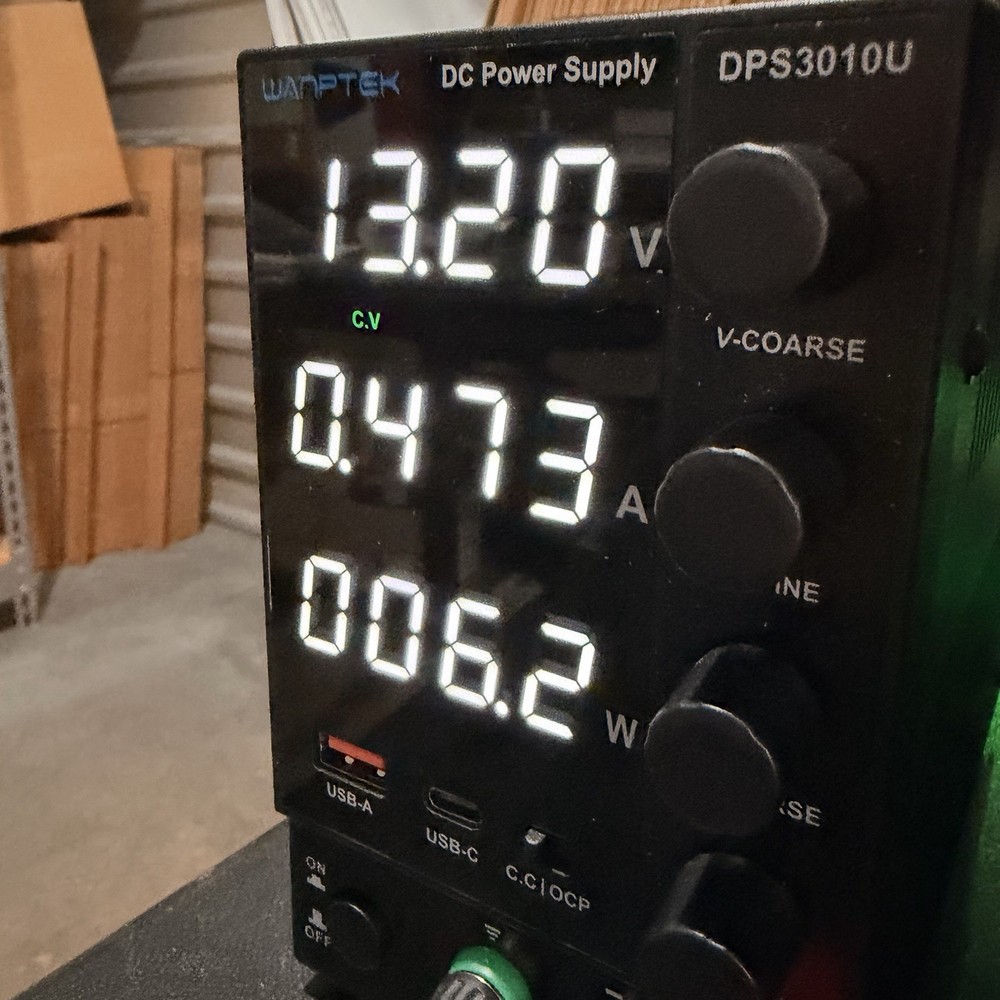 WANPTEK DC Power Supply DPS3010U
13.20 V
C.V
V-COARSE
0.473 A
006.2 W
USB-A
USB-C
C.C|OCP
ON
OFF